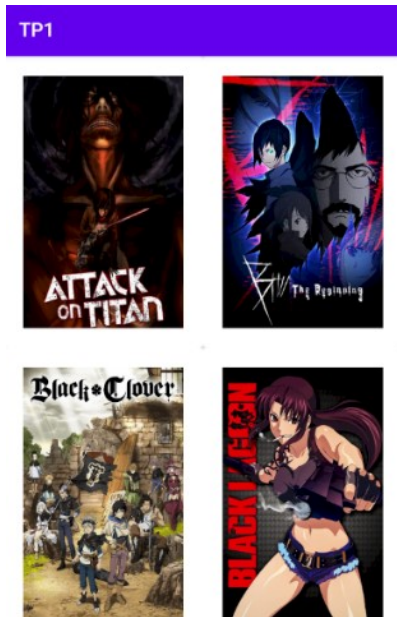 TP1
ATTACK
ON TITAN
B: The Beginning
Black Clover
BLACK LAGOON